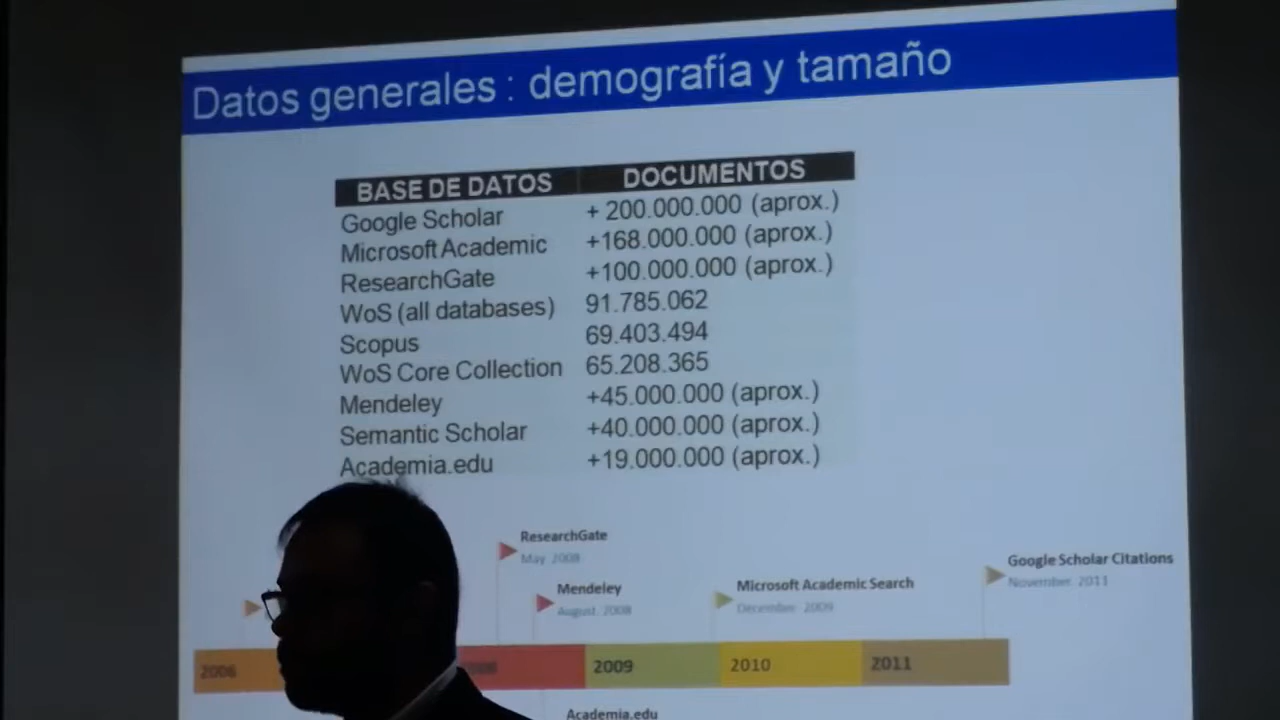 Datos generales : demografía y tamaño
BASE DE DATOS DOCUMENTOS
Google Scholar + 200.000.000 (aprox.)
Microsoft Academic +168.000.000 (aprox.)
ResearchGate +100.000.000 (aprox.)
WoS (all databases) 91.785.062
Scopus 69.403.494
WoS Core Collection 65.208.365
Mendeley +45.000.000 (aprox.)
Semantic Scholar +40.000.000 (aprox.)
Academia.edu +19.000.000 (aprox.)
ResearchGate
May 2008
Mendeley
August 2008
Microsoft Academic Search
December 2009
Google Scholar Citations
November 2011
2006 2009 2010 2011
Academia.edu